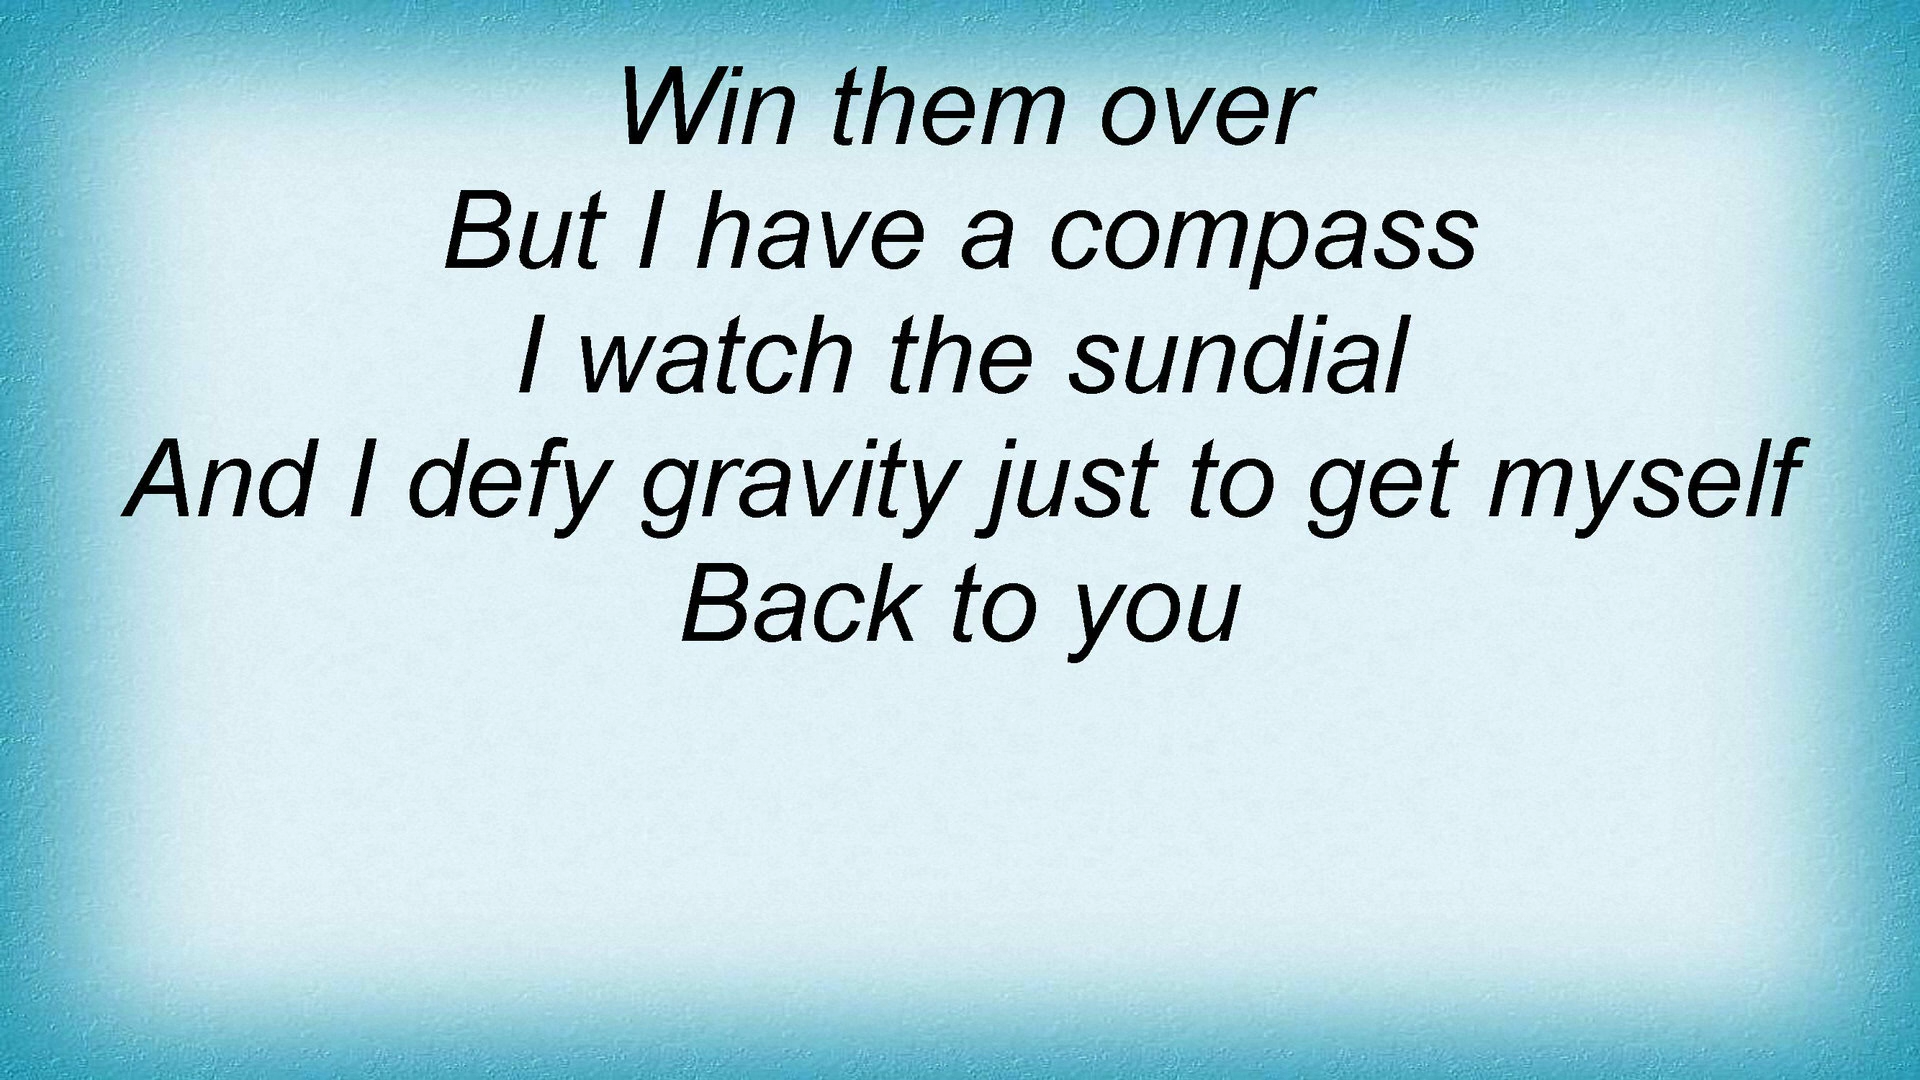 Win them over
But I have a compass
I watch the sundial
And I defy gravity just to get myself
Back to you